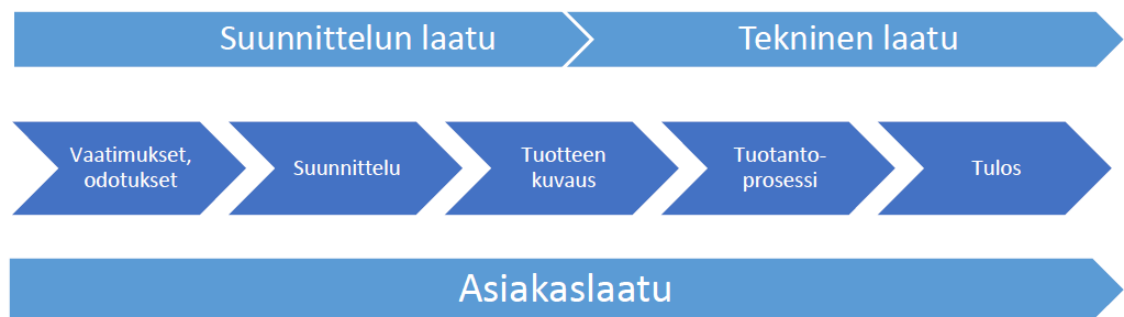 Suunnittelun laatu
Tekninen laatu
Vaatimukset,
odotukset
Suunnittelu
Tuotteen
kuvaus
Tuotanto-
prosessi
Tulos
Asiakaslaatu